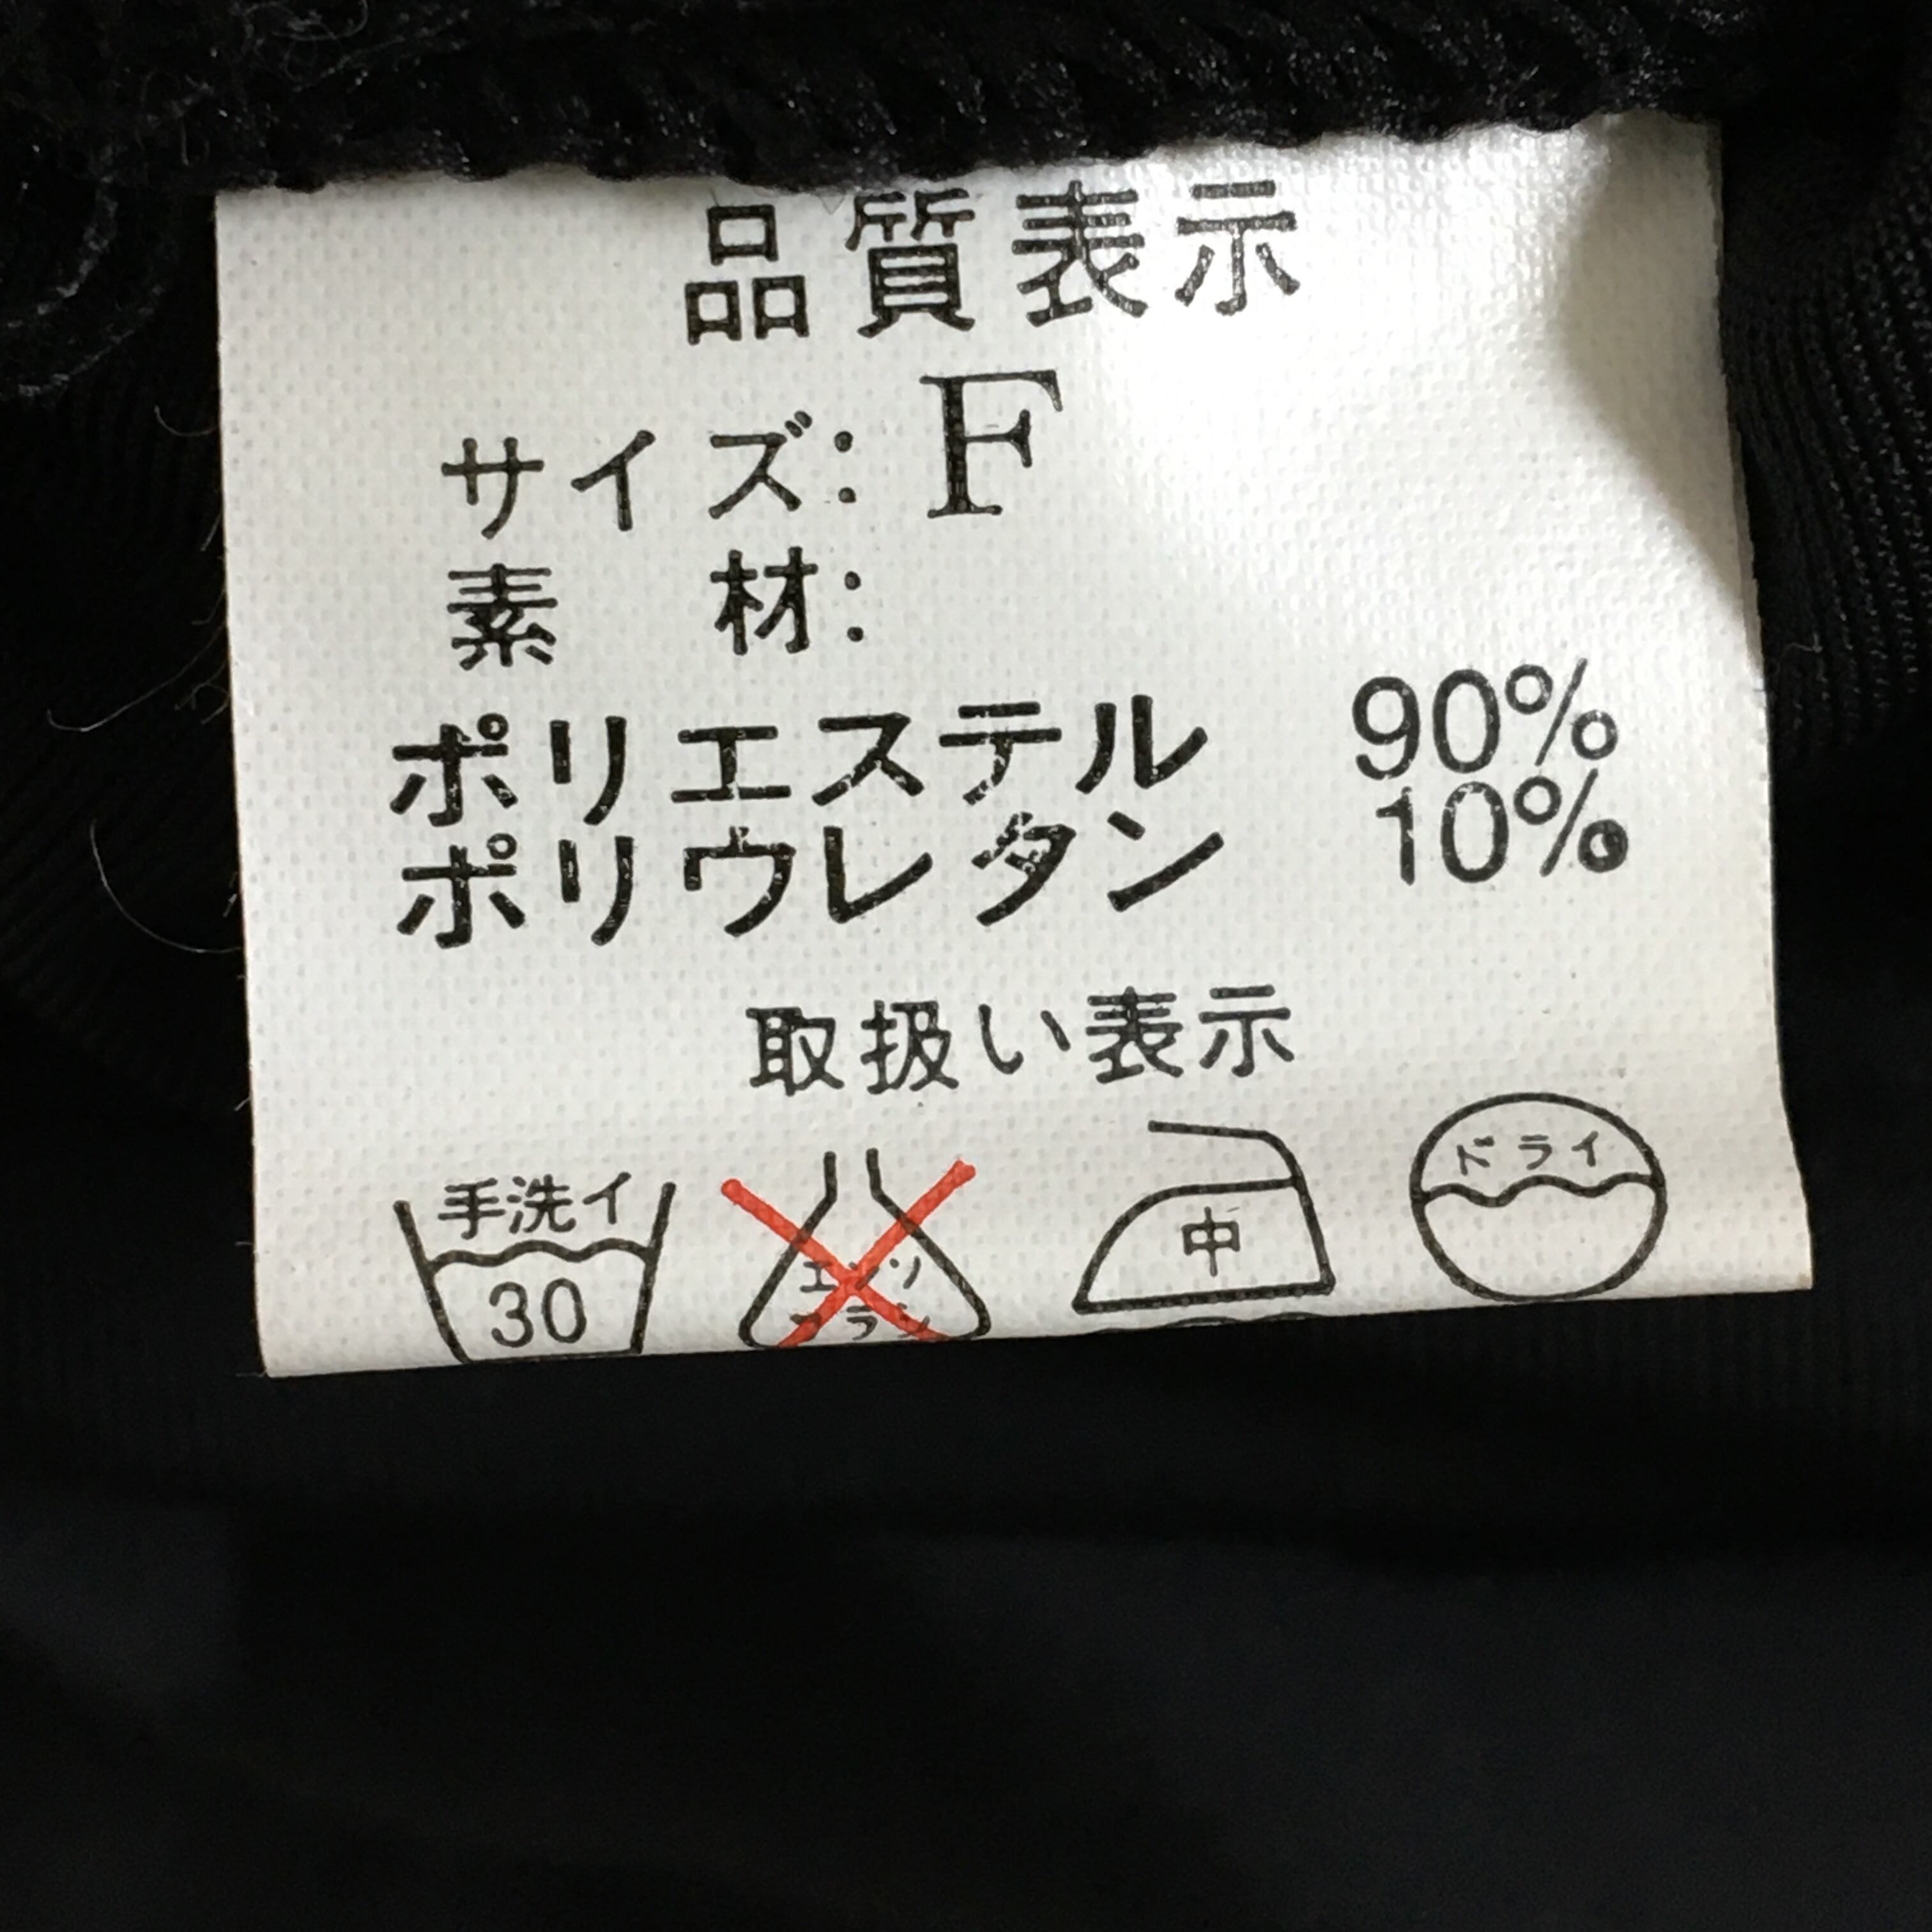 品質表示
サイズ: F
素 材:
ポリエステル 90%
ポリウレタン 10%
取扱い表示
手洗イ 中 ドライ
30